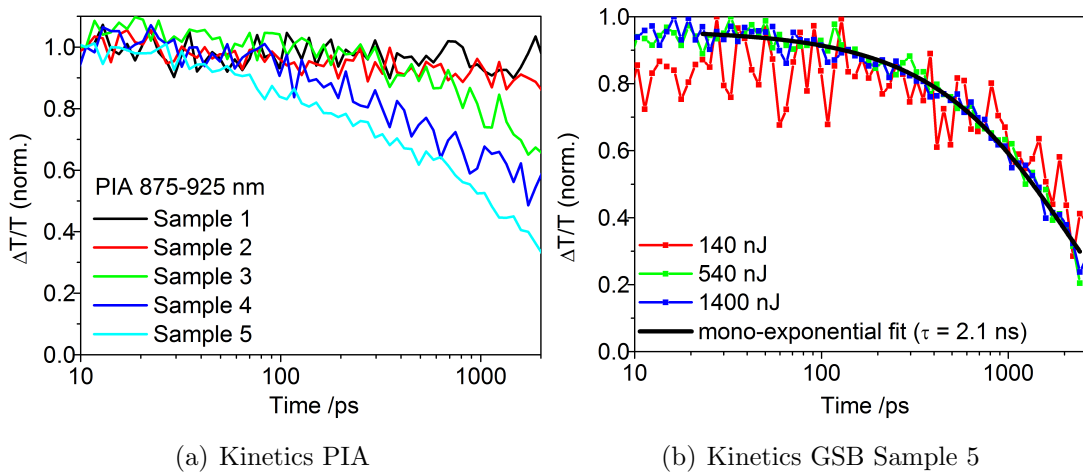 ΔT/T (norm.)
1.0
0.8
0.6
0.4
0.2
0.0
PIA 875-925 nm
Sample 1
Sample 2
Sample 3
Sample 4
Sample 5
10
100
1000
Time /ps
(a) Kinetics PIA
ΔT/T (norm.)
1.0
0.8
0.6
0.4
0.2
0.0
140 nJ
540 nJ
1400 nJ
mono-exponential fit (τ = 2.1 ns)
10
100
1000
Time /ps
(b) Kinetics GSB Sample 5